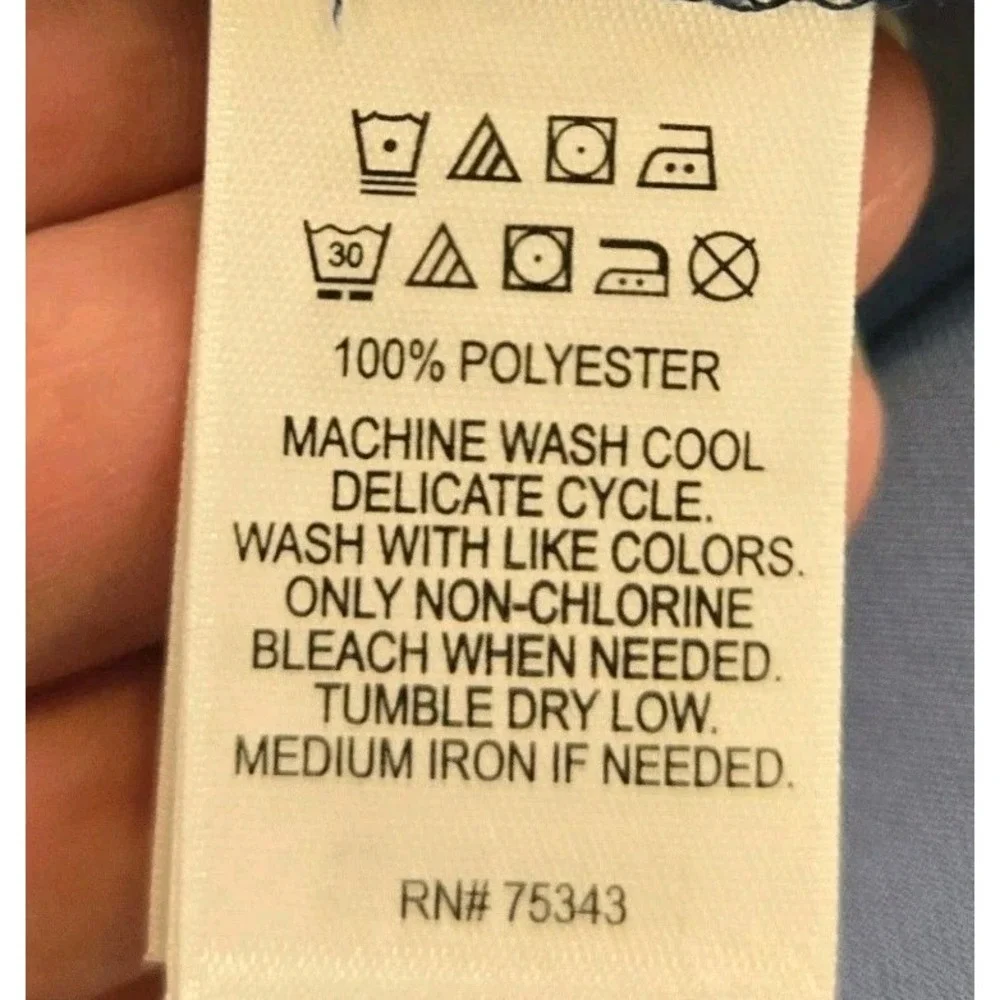 30
100% POLYESTER
MACHINE WASH COOL
DELICATE CYCLE.
WASH WITH LIKE COLORS.
ONLY NON-CHLORINE
BLEACH WHEN NEEDED.
TUMBLE DRY LOW.
MEDIUM IRON IF NEEDED.
RN# 75343